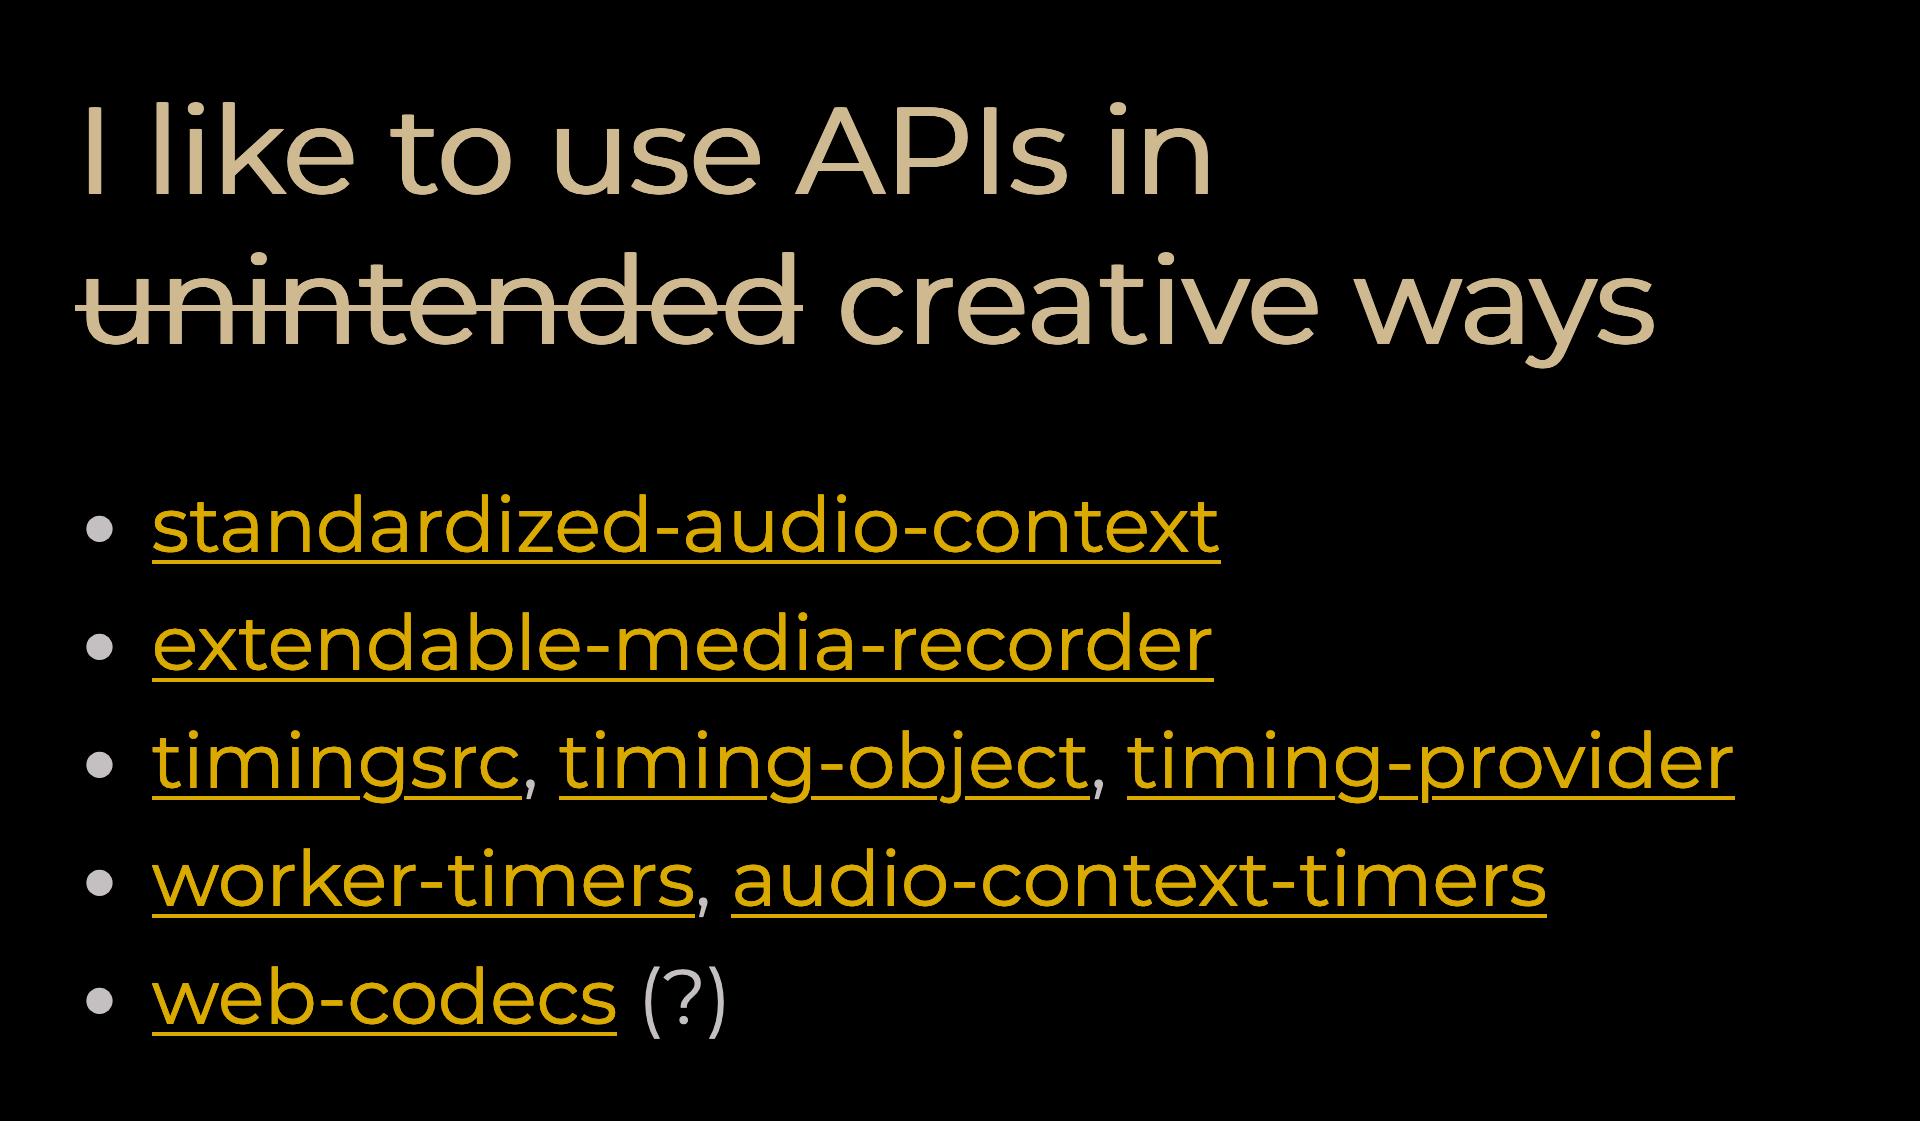 I like to use APIs in
unintended creative ways
• standardized-audio-context
• extendable-media-recorder
• timingsrc, timing-object, timing-provider
• worker-timers, audio-context-timers
• web-codecs (?)